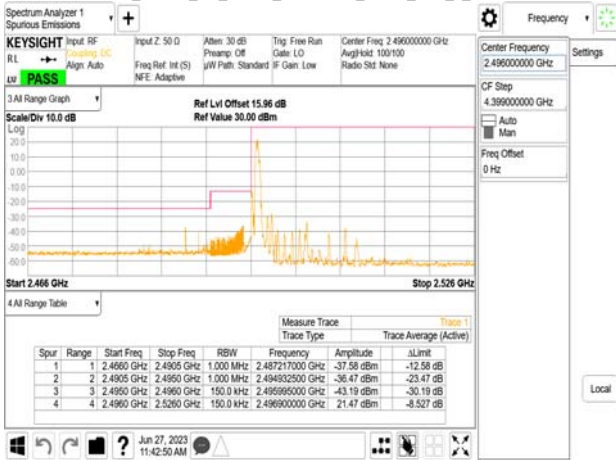 Spectrum Analyzer 1
Spurious Emissions
+
Frequency
KEYSIGHT Input: RF Input Z: 50 Ω Atten: 30 dB Trig: Free Run Center Freq: 2.496000000 GHz
RL Coupling: DC Preamp: Off Gate: LO Avg|Hold: 100/100
Align: Auto Freq Ref: Int (S) µW Path: Standard IF Gain: Low Radio Std: None
NFE: Adaptive
LU PASS
Center Frequency
2.496000000 GHz
Settings
CF Step
4.399000000 GHz
Auto
Man
Freq Offset
0 Hz
Local
3 All Range Graph
Ref Lvl Offset 15.96 dB
Scale/Div 10.0 dB Ref Value 30.00 dBm
Log
20.0
10.0
0.00
-10.0
-20.0
-30.0
-40.0
-50.0
-60.0
Start 2.466 GHz Stop 2.526 GHz
4 All Range Table
Measure Trace Trace 1
Trace Type Trace Average (Active)
Spur Range Start Freq Stop Freq RBW Frequency Amplitude ΔLimit
1 1 2.4660 GHz 2.4905 GHz 1.000 MHz 2.487217000 GHz -37.58 dBm -12.58 dB
2 2 2.4905 GHz 2.4950 GHz 1.000 MHz 2.494932500 GHz -36.47 dBm -23.47 dB
3 3 2.4950 GHz 2.4960 GHz 150.0 kHz 2.495995000 GHz -43.19 dBm -30.19 dB
4 4 2.4960 GHz 2.5260 GHz 150.0 kHz 2.496900000 GHz 21.47 dBm -8.527 dB
? Jun 27, 2023
11:42:50 AM